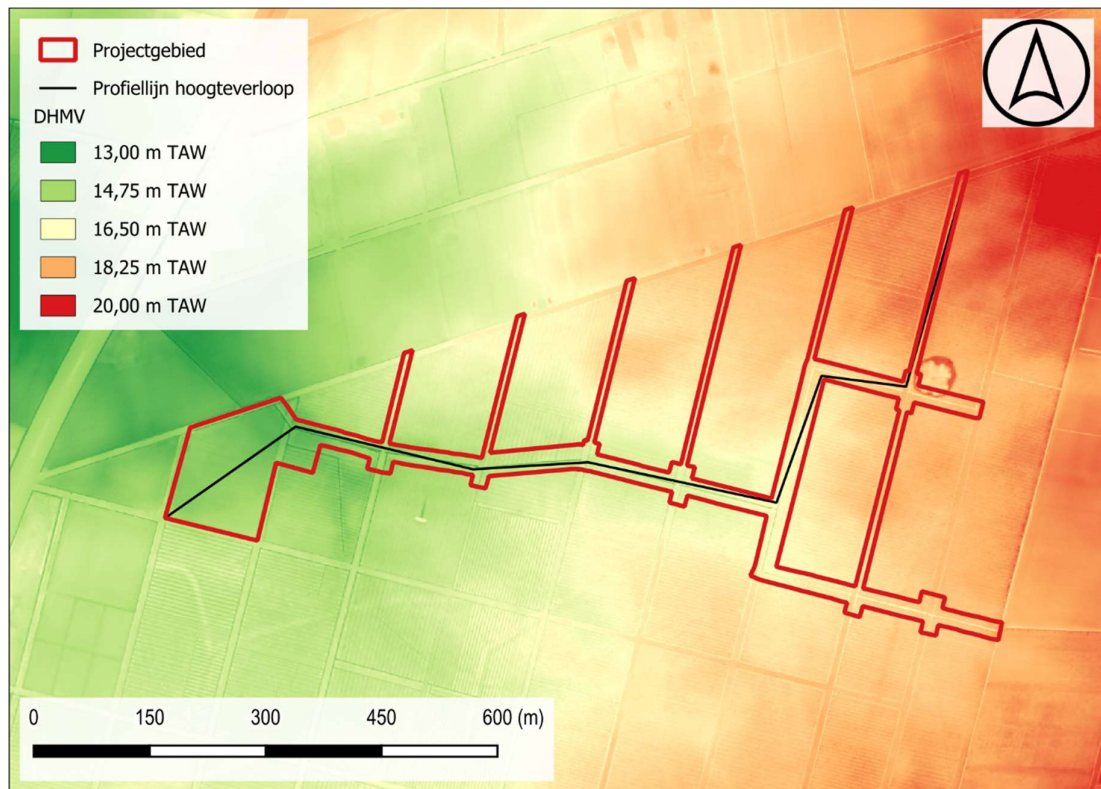 Projectgebied
Profiellijn hoogteverloop
DHMV
13,00 m TAW
14,75 m TAW
16,50 m TAW
18,25 m TAW
20,00 m TAW
0 150 300 450 600 (m)